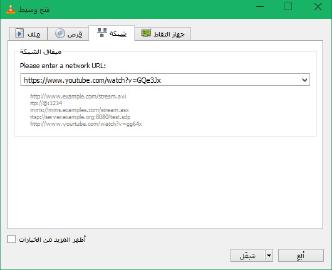 فتح وسيط
ملف
قرص
شبكة
جهاز التقاط
ميفاق الشبكة
Please enter a network URL:
https://www.youtube.com/watch?v=GQe3Jx
http://www.example.com/stream.avi
rtp://@:1234
mms://mms.examples.com/stream.asx
rtsp://server.example.org:8080/test.sdp
http://www.yourtube.com/watch?v=gg64x
أظهر المزيد من الخيارات
شغّل
ألغ